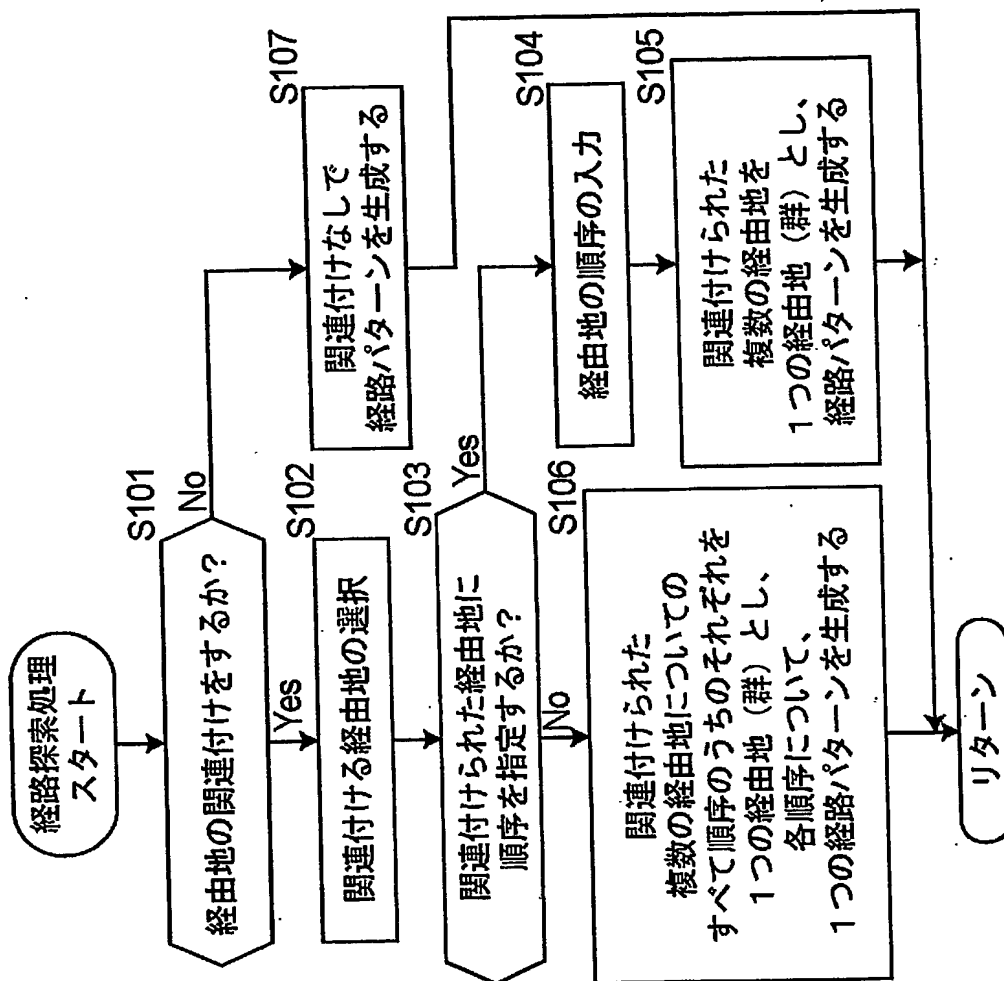 経路探索処理
スタート
S101
経由地の関連付けをするか?
No
Yes
S102
関連付ける経由地の選択
S103
関連付けられた経由地に
順序を指定するか?
Yes
No
S106
関連付けられた
複数の経由地についての
すべて順序のうちのそれぞれを
1つの経由地(群)とし、
各順序について、
1つの経路パターンを生成する
S107
関連付けなしで
経路パターンを生成する
S104
経由地の順序の入力
S105
関連付けられた
複数の経由地を
1つの経由地(群)とし、
経路パターンを生成する
リターン